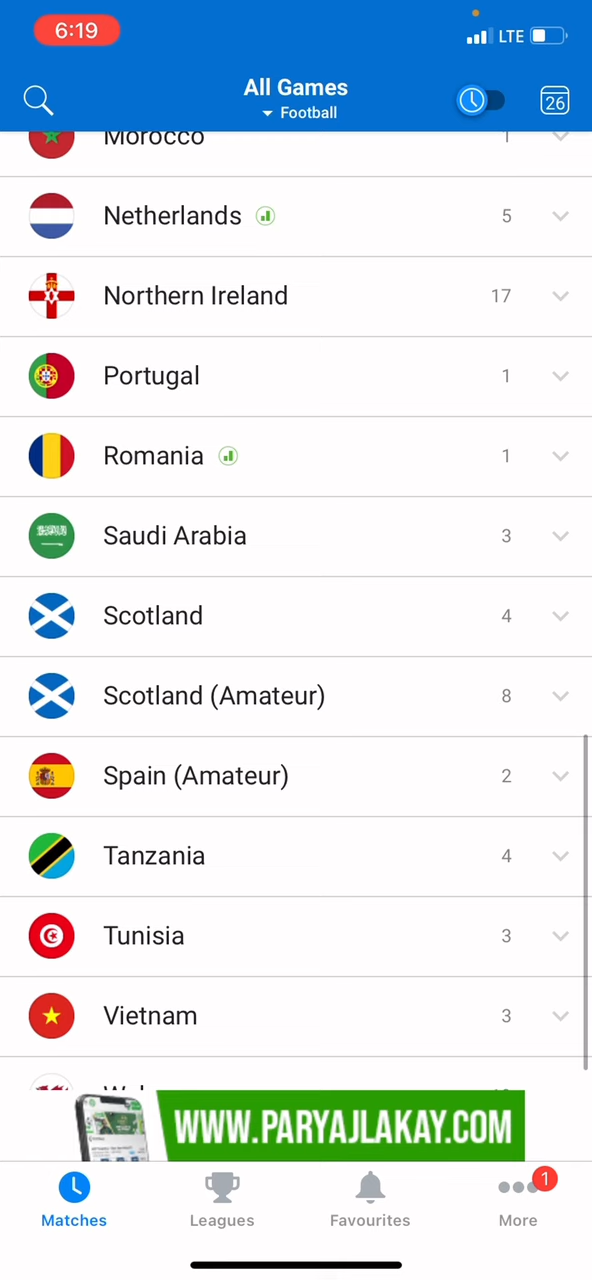 6:19
LTE
All Games
Football
26
Morocco 1
Netherlands 5
Northern Ireland 17
Portugal 1
Romania 1
Saudi Arabia 3
Scotland 4
Scotland (Amateur) 8
Spain (Amateur) 2
Tanzania 4
Tunisia 3
Vietnam 3
WWW.PARYAJLAKAY.COM
1
Matches Leagues Favourites More